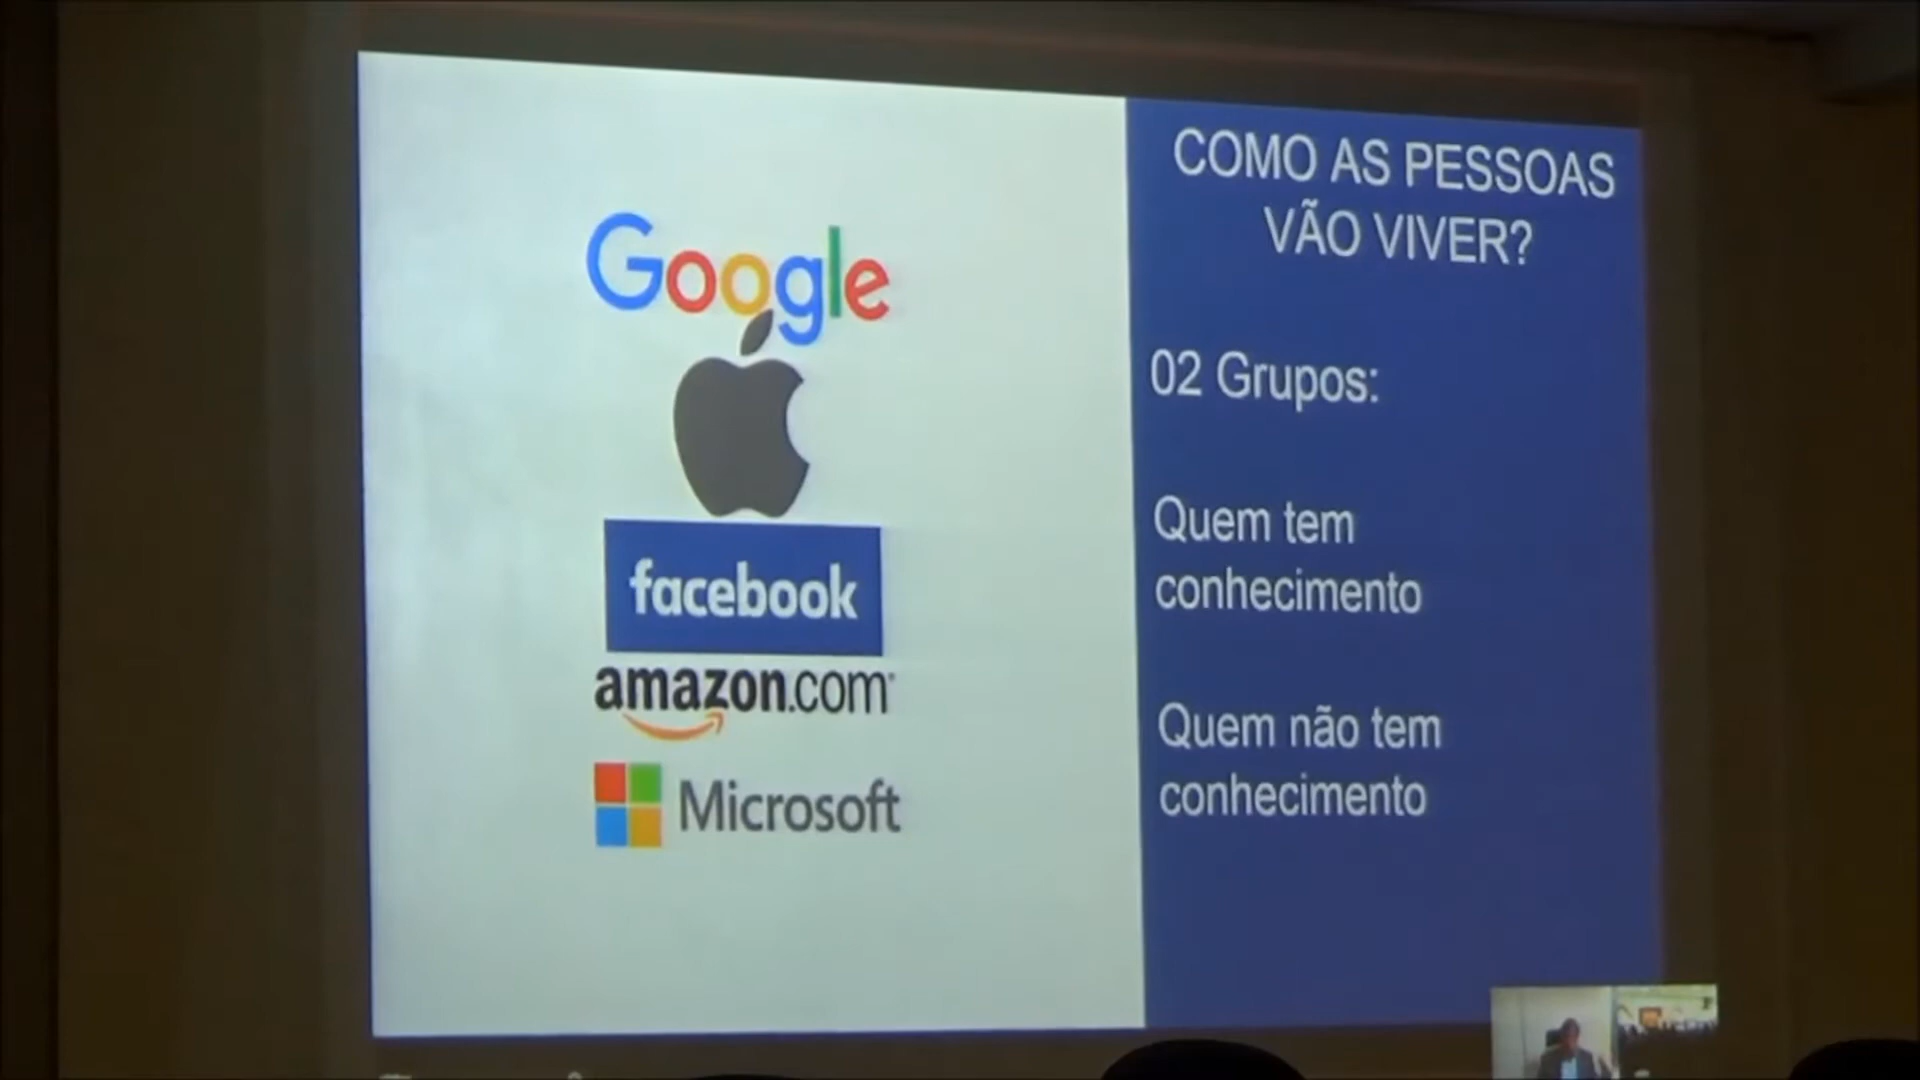 Google
facebook
amazon.com
Microsoft
COMO AS PESSOAS
VÃO VIVER?
02 Grupos:
Quem tem
conhecimento
Quem não tem
conhecimento